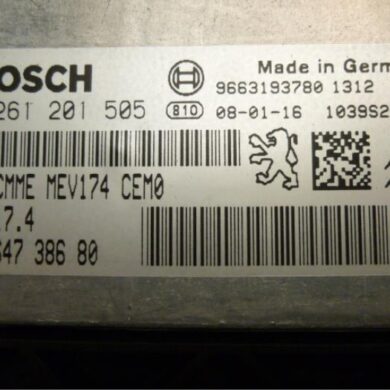 OSCH Made in Germ
9663193780 1312
261 201 505 810 08-01-16 1039S2
CMME MEV174 CEM0
7.4
647 386 80